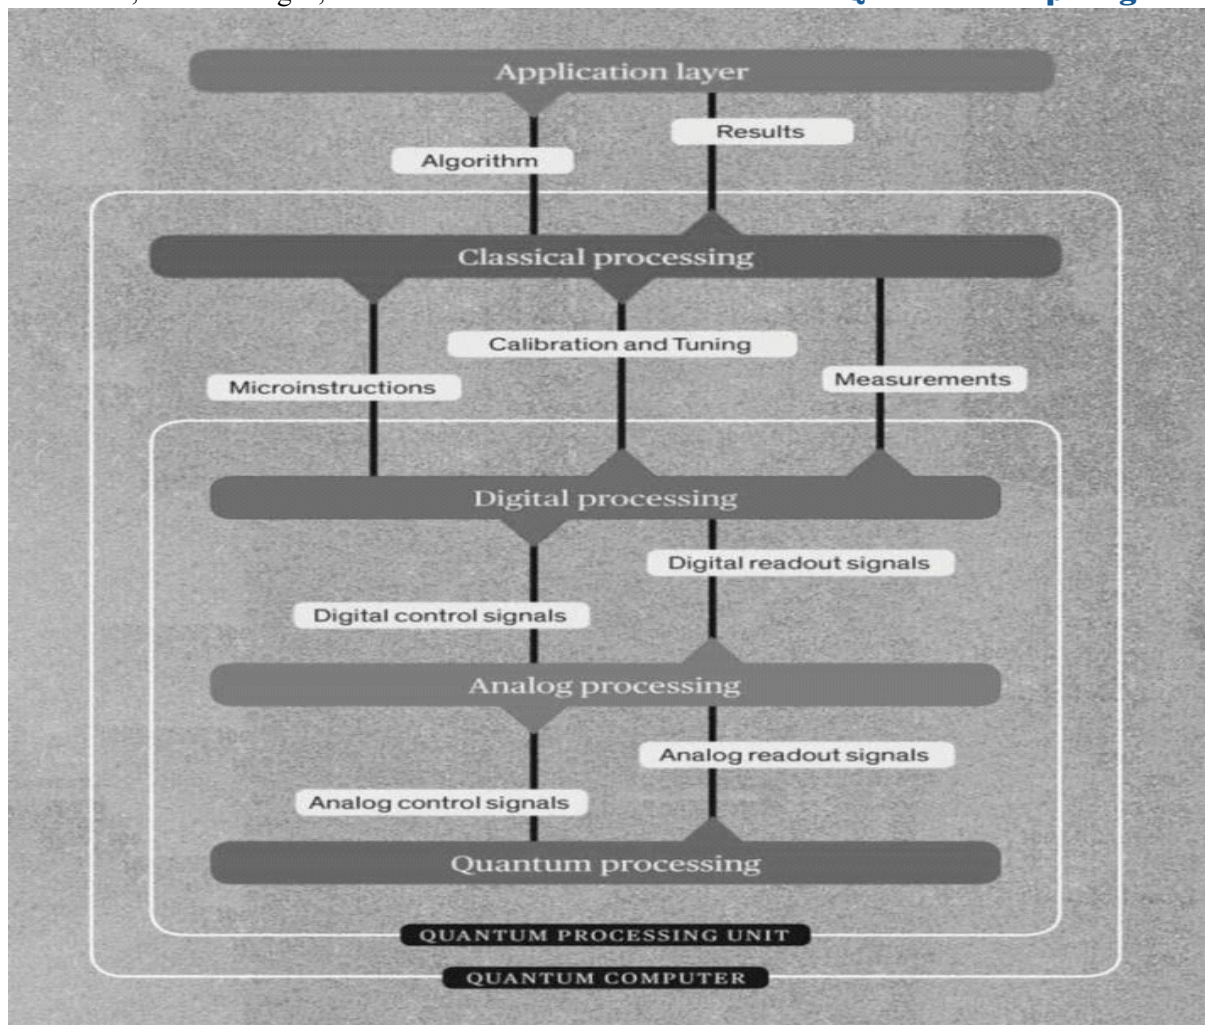 Application layer
Results
Algorithm
Classical processing
Calibration and Tuning
Measurements
Microinstructions
Digital processing
Digital readout signals
Digital control signals
Analog processing
Analog readout signals
Analog control signals
Quantum processing
QUANTUM PROCESSING UNIT
QUANTUM COMPUTER